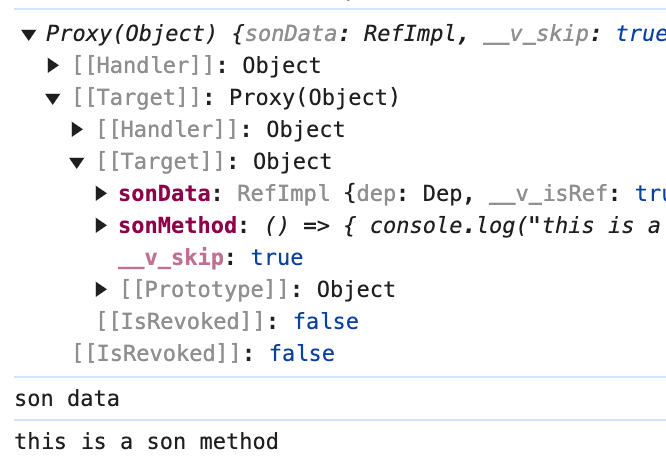 ▼ Proxy(Object) {sonData: RefImpl, __v_skip: true
▶ [[Handler]]: Object
▼ [[Target]]: Proxy(Object)
▶ [[Handler]]: Object
▼ [[Target]]: Object
▶ sonData: RefImpl {dep: Dep, __v_isRef: tru
▶ sonMethod: () => { console.log("this is a
__v_skip: true
▶ [[Prototype]]: Object
[[IsRevoked]]: false
[[IsRevoked]]: false
son data
this is a son method